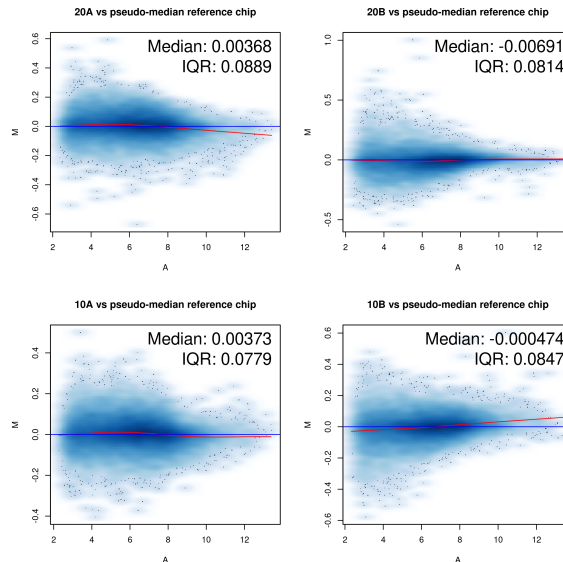 20A vs pseudo-median reference chip
20B vs pseudo-median reference chip
Median: 0.00368
IQR: 0.0889
0.6
0.4
0.2
0.0
-0.2
-0.4
-0.6
M
2 4 6 8 10 12
A
Median: -0.00691
IQR: 0.0814
1.0
0.5
0.0
-0.5
M
2 4 6 8 10 12
A
10A vs pseudo-median reference chip
10B vs pseudo-median reference chip
Median: 0.00373
IQR: 0.0779
0.4
0.2
0.0
-0.2
-0.4
M
2 4 6 8 10 12
A
Median: -0.000474
IQR: 0.0847
0.6
0.4
0.2
0.0
-0.2
-0.4
-0.6
M
2 4 6 8 10 12
A